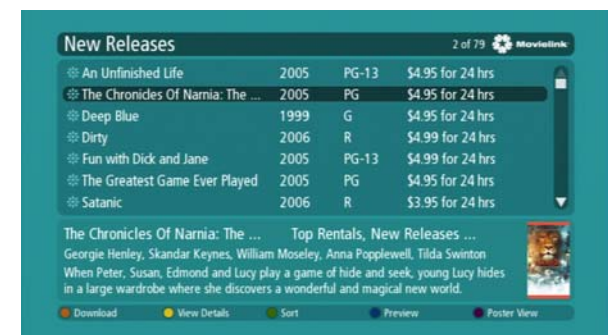 New Releases 2 of 79 Movielink
An Unfinished Life 2005 PG-13 $4.95 for 24 hrs
The Chronicles Of Narnia: The ... 2005 PG $4.95 for 24 hrs
Deep Blue 1999 G $4.95 for 24 hrs
Dirty 2006 R $4.99 for 24 hrs
Fun with Dick and Jane 2005 PG-13 $4.99 for 24 hrs
The Greatest Game Ever Played 2005 PG $4.95 for 24 hrs
Satanic 2006 R $3.95 for 24 hrs
The Chronicles Of Narnia: The ... Top Rentals, New Releases ...
Georgie Henley, Skandar Keynes, William Moseley, Anna Popplewell, Tilda Swinton
When Peter, Susan, Edmond and Lucy play a game of hide and seek, young Lucy hides
in a large wardrobe where she discovers a wonderful and magical new world.
Download View Details Sort Preview Poster View